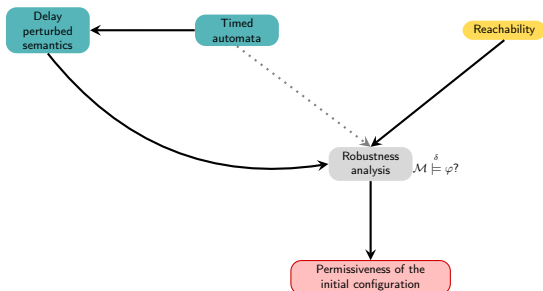 Delay
perturbed
semantics
Timed
automata
Reachability
Robustness
analysis
δ
ℳ ⊨ φ?
Permissiveness of the
initial configuration